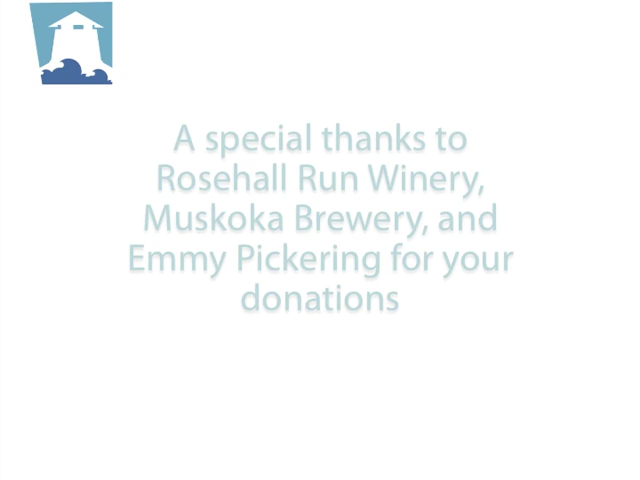 A special thanks to
Rosehall Run Winery,
Muskoka Brewery, and
Emmy Pickering for your
donations